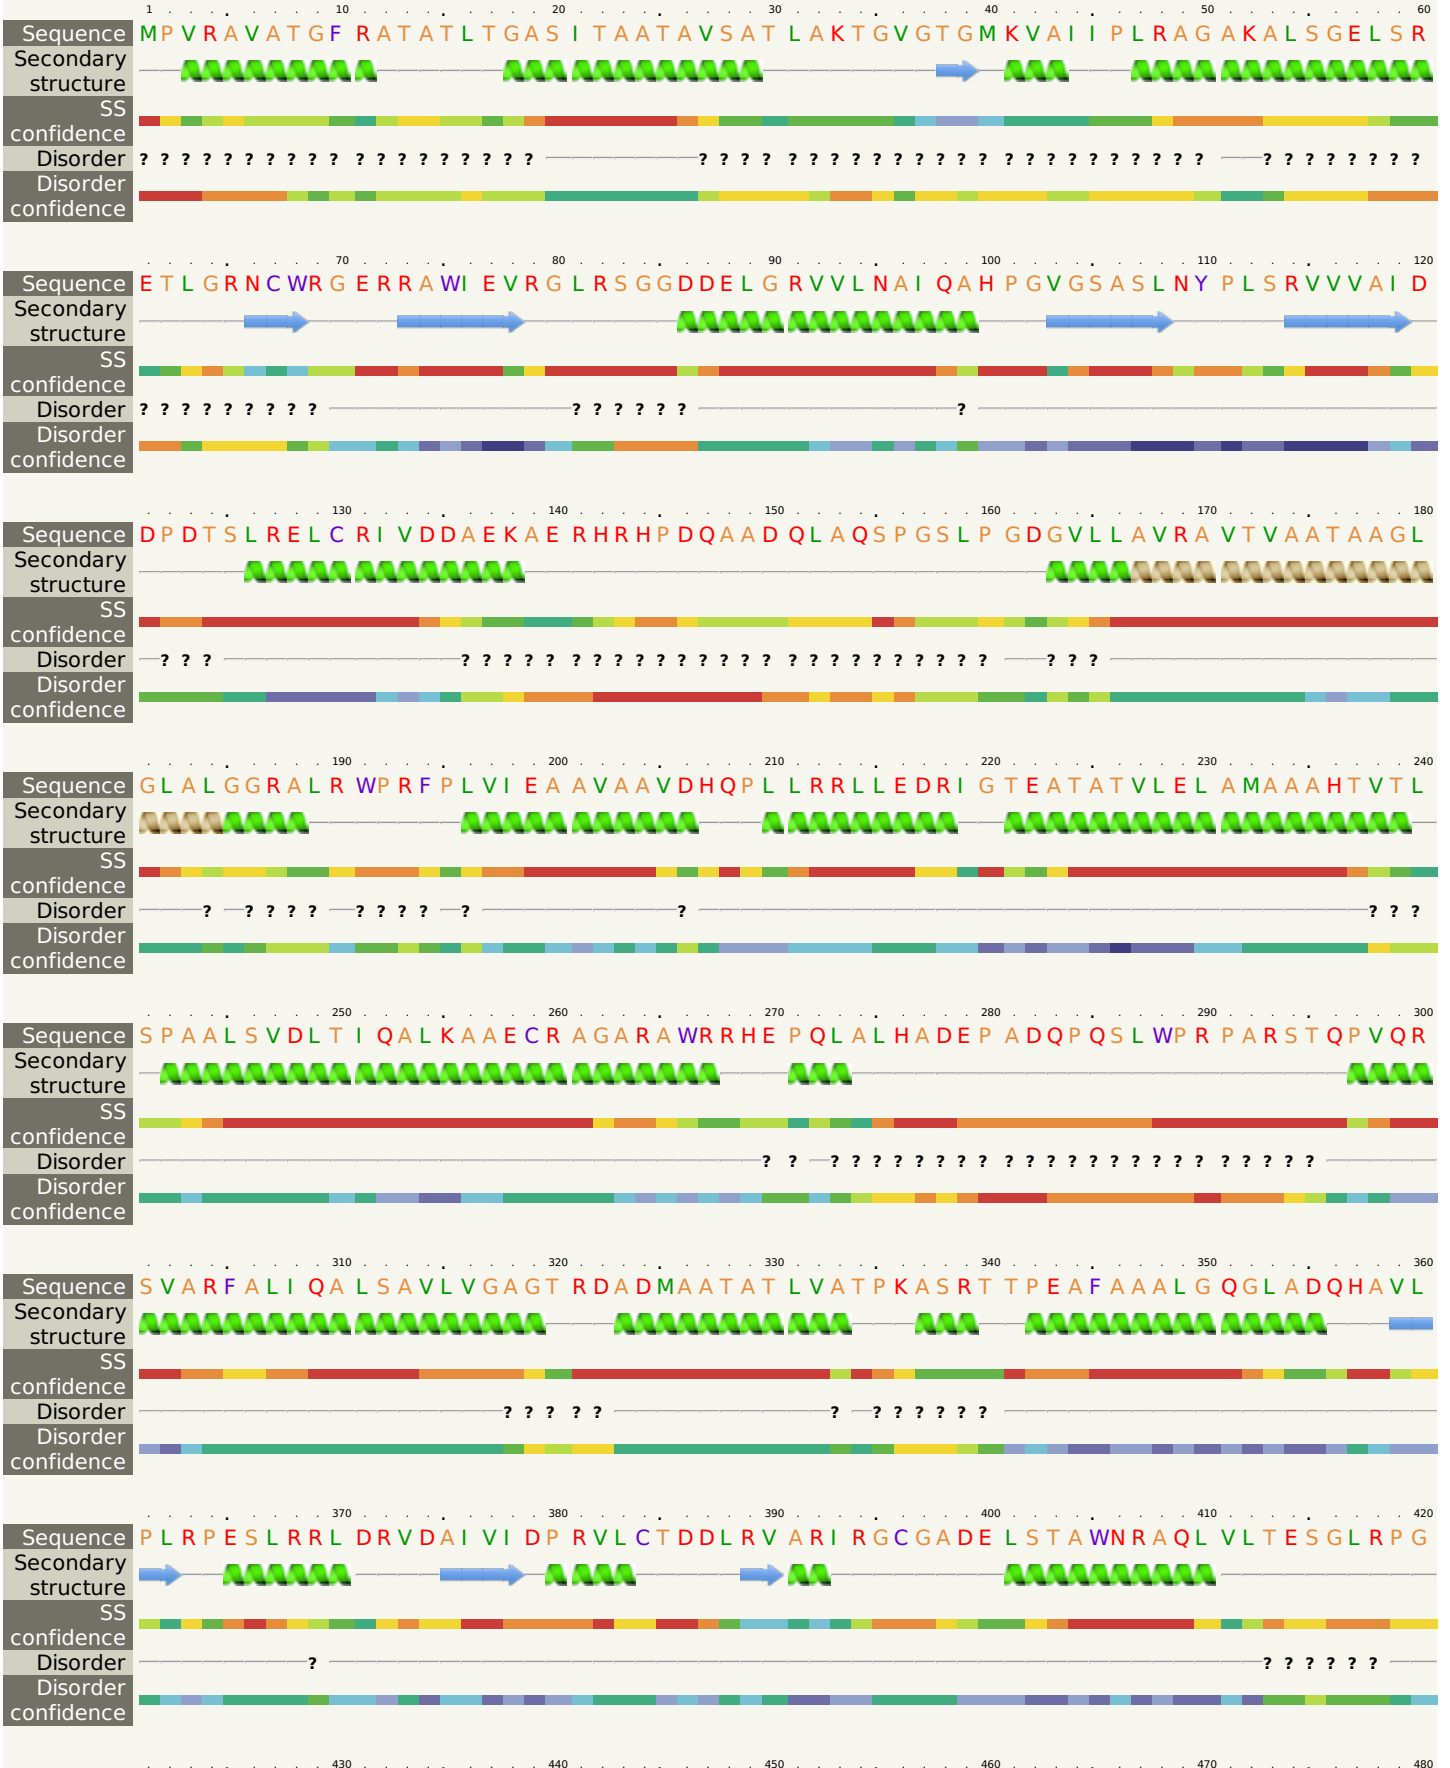 1 10 20 30 40 50 60
Sequence MPVRAVATGF RATATLTGAS ITAATAVSAT LAKTGVGTGM KVAIIPLRAG AKALSGELSR
Secondary
structure
SS
confidence
Disorder ??????????????????? ???????????????????????? ????????
Disorder
confidence
70 80 90 100 110 120
Sequence ETLGRNCWRG ERRAWIEVRG LRSGGDDELG RVVLNAIQAH PGVGSASLNY PLSRVVVAID
Secondary
structure
SS
confidence
Disorder ????????? ?????? ?
Disorder
confidence
130 140 150 160 170 180
Sequence DPDTSLRELC RIVDDAEKAE RHRHPDQAAD QLAQSPGSLP GDGVLLAVRA VTVAATAAGL
Secondary
structure
SS
confidence
Disorder ??? ????????????????????????? ???
Disorder
confidence
190 200 210 220 230 240
Sequence GLALGGRALR WPRFPLVIEA AVAAVDHQPL LRRLLEDRIG TEATATVLEL AMAAAHTVTL
Secondary
structure
SS
confidence
Disorder ? ???? ???? ? ? ???
Disorder
confidence
250 260 270 280 290 300
Sequence SPAALSVDLT IQALKAAECR AGARAWRRHE PQLALHADEP ADQPQSLWPR PARSTQPVQR
Secondary
structure
SS
confidence
Disorder ?? ???????????????????????
Disorder
confidence
310 320 330 340 350 360
Sequence SVARFALIQA LSAVLVGAGT RDADMAATAT LVATPKASRT TPEAFAAALG QGLADQHAVL
Secondary
structure
SS
confidence
Disorder ????? ? ??????
Disorder
confidence
370 380 390 400 410 420
Sequence PLRPESLRRL DRVDAIVIDP RVLCTDDLRV ARIRGCGADE LSTAWNRAQL VLTESGLRPG
Secondary
structure
SS
confidence
Disorder ? ??????
Disorder
confidence
430 440 450 460 470 480